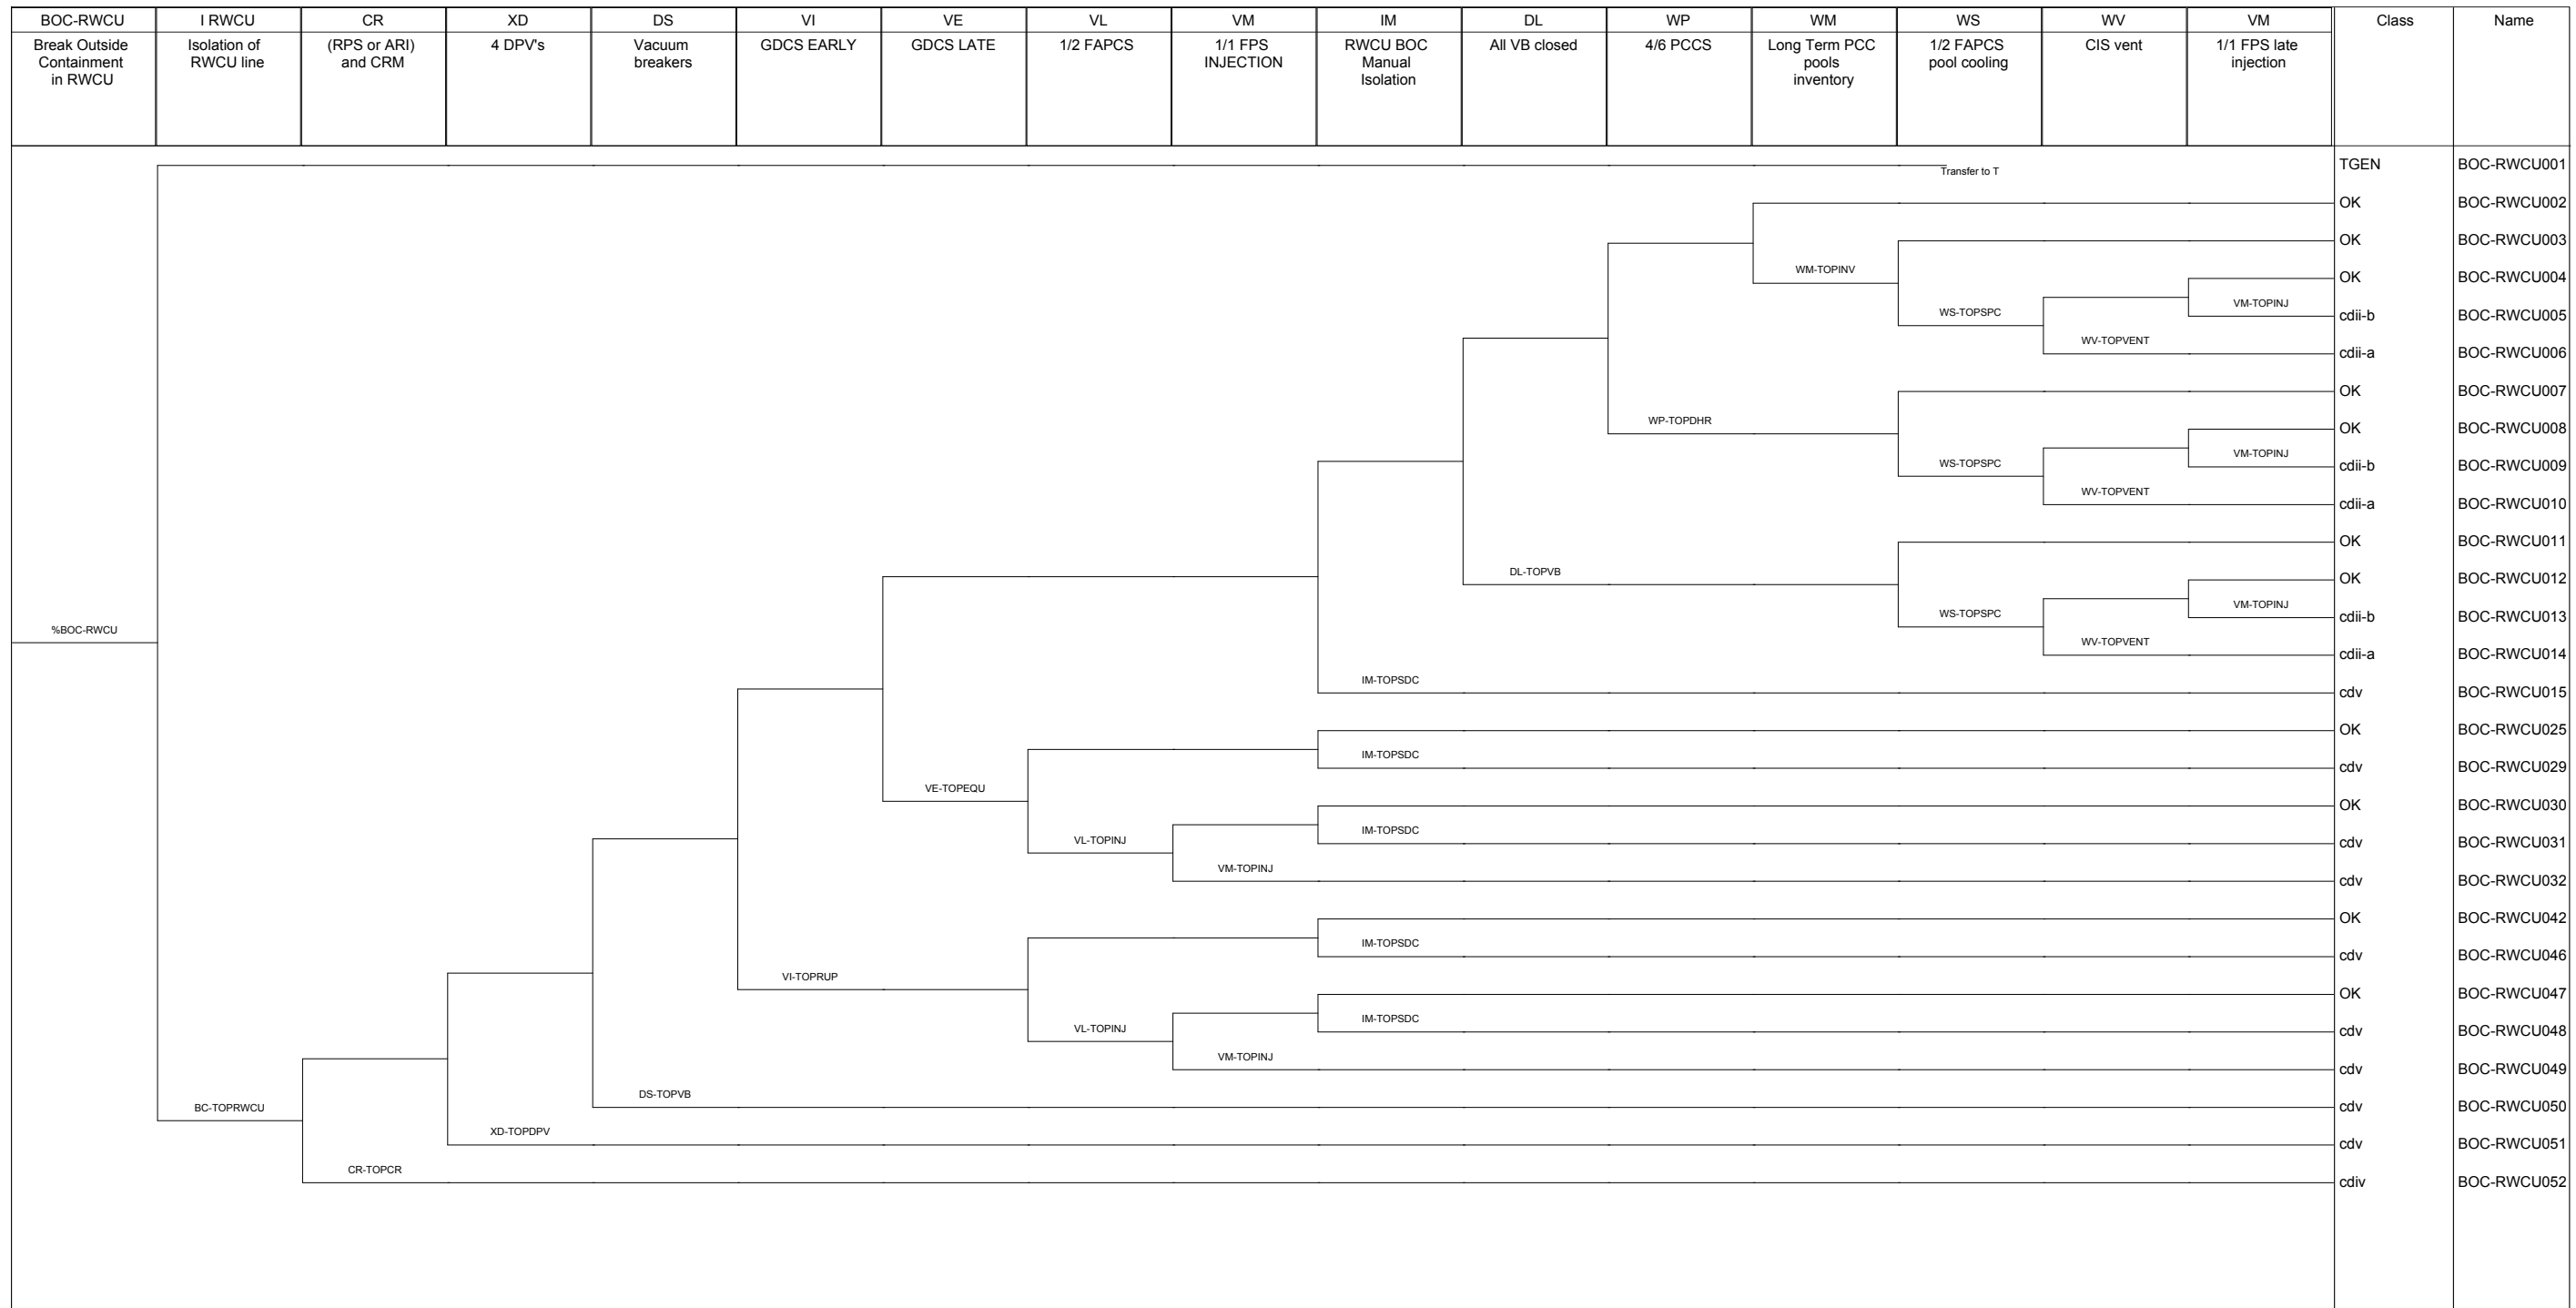 BOC-RWCU I RWCU CR XD DS VI VE VL VM IM DL WP WM WS WV VM Class Name
Break Outside Isolation of (RPS or ARI) 4 DPV's Vacuum GDCS EARLY GDCS LATE 1/2 FAPCS 1/1 FPS RWCU BOC All VB closed 4/6 PCCS Long Term PCC 1/2 FAPCS CIS vent 1/1 FPS late
Containment RWCU line and CRM breakers INJECTION Manual pools pool cooling injection
in RWCU Isolation inventory
TGEN BOC-RWCU001
Transfer to T
OK BOC-RWCU002
OK BOC-RWCU003
WM-TOPINV
OK BOC-RWCU004
VM-TOPINJ
WS-TOPSPC cdii-b BOC-RWCU005
WV-TOPVENT
cdii-a BOC-RWCU006
OK BOC-RWCU007
WP-TOPDHR
OK BOC-RWCU008
VM-TOPINJ
WS-TOPSPC cdii-b BOC-RWCU009
WV-TOPVENT
cdii-a BOC-RWCU010
OK BOC-RWCU011
DL-TOPVB
OK BOC-RWCU012
VM-TOPINJ
WS-TOPSPC cdii-b BOC-RWCU013
%BOC-RWCU
WV-TOPVENT
cdii-a BOC-RWCU014
IM-TOPSDC
cdv BOC-RWCU015
OK BOC-RWCU025
IM-TOPSDC
cdv BOC-RWCU029
VE-TOPEQU
OK BOC-RWCU030
IM-TOPSDC
VL-TOPINJ cdv BOC-RWCU031
VM-TOPINJ
cdv BOC-RWCU032
OK BOC-RWCU042
IM-TOPSDC
cdv BOC-RWCU046
VI-TOPRUP
OK BOC-RWCU047
IM-TOPSDC
VL-TOPINJ cdv BOC-RWCU048
VM-TOPINJ
cdv BOC-RWCU049
DS-TOPVB
BC-TOPRWCU cdv BOC-RWCU050
XD-TOPDPV
cdv BOC-RWCU051
CR-TOPCR
cdiv BOC-RWCU052